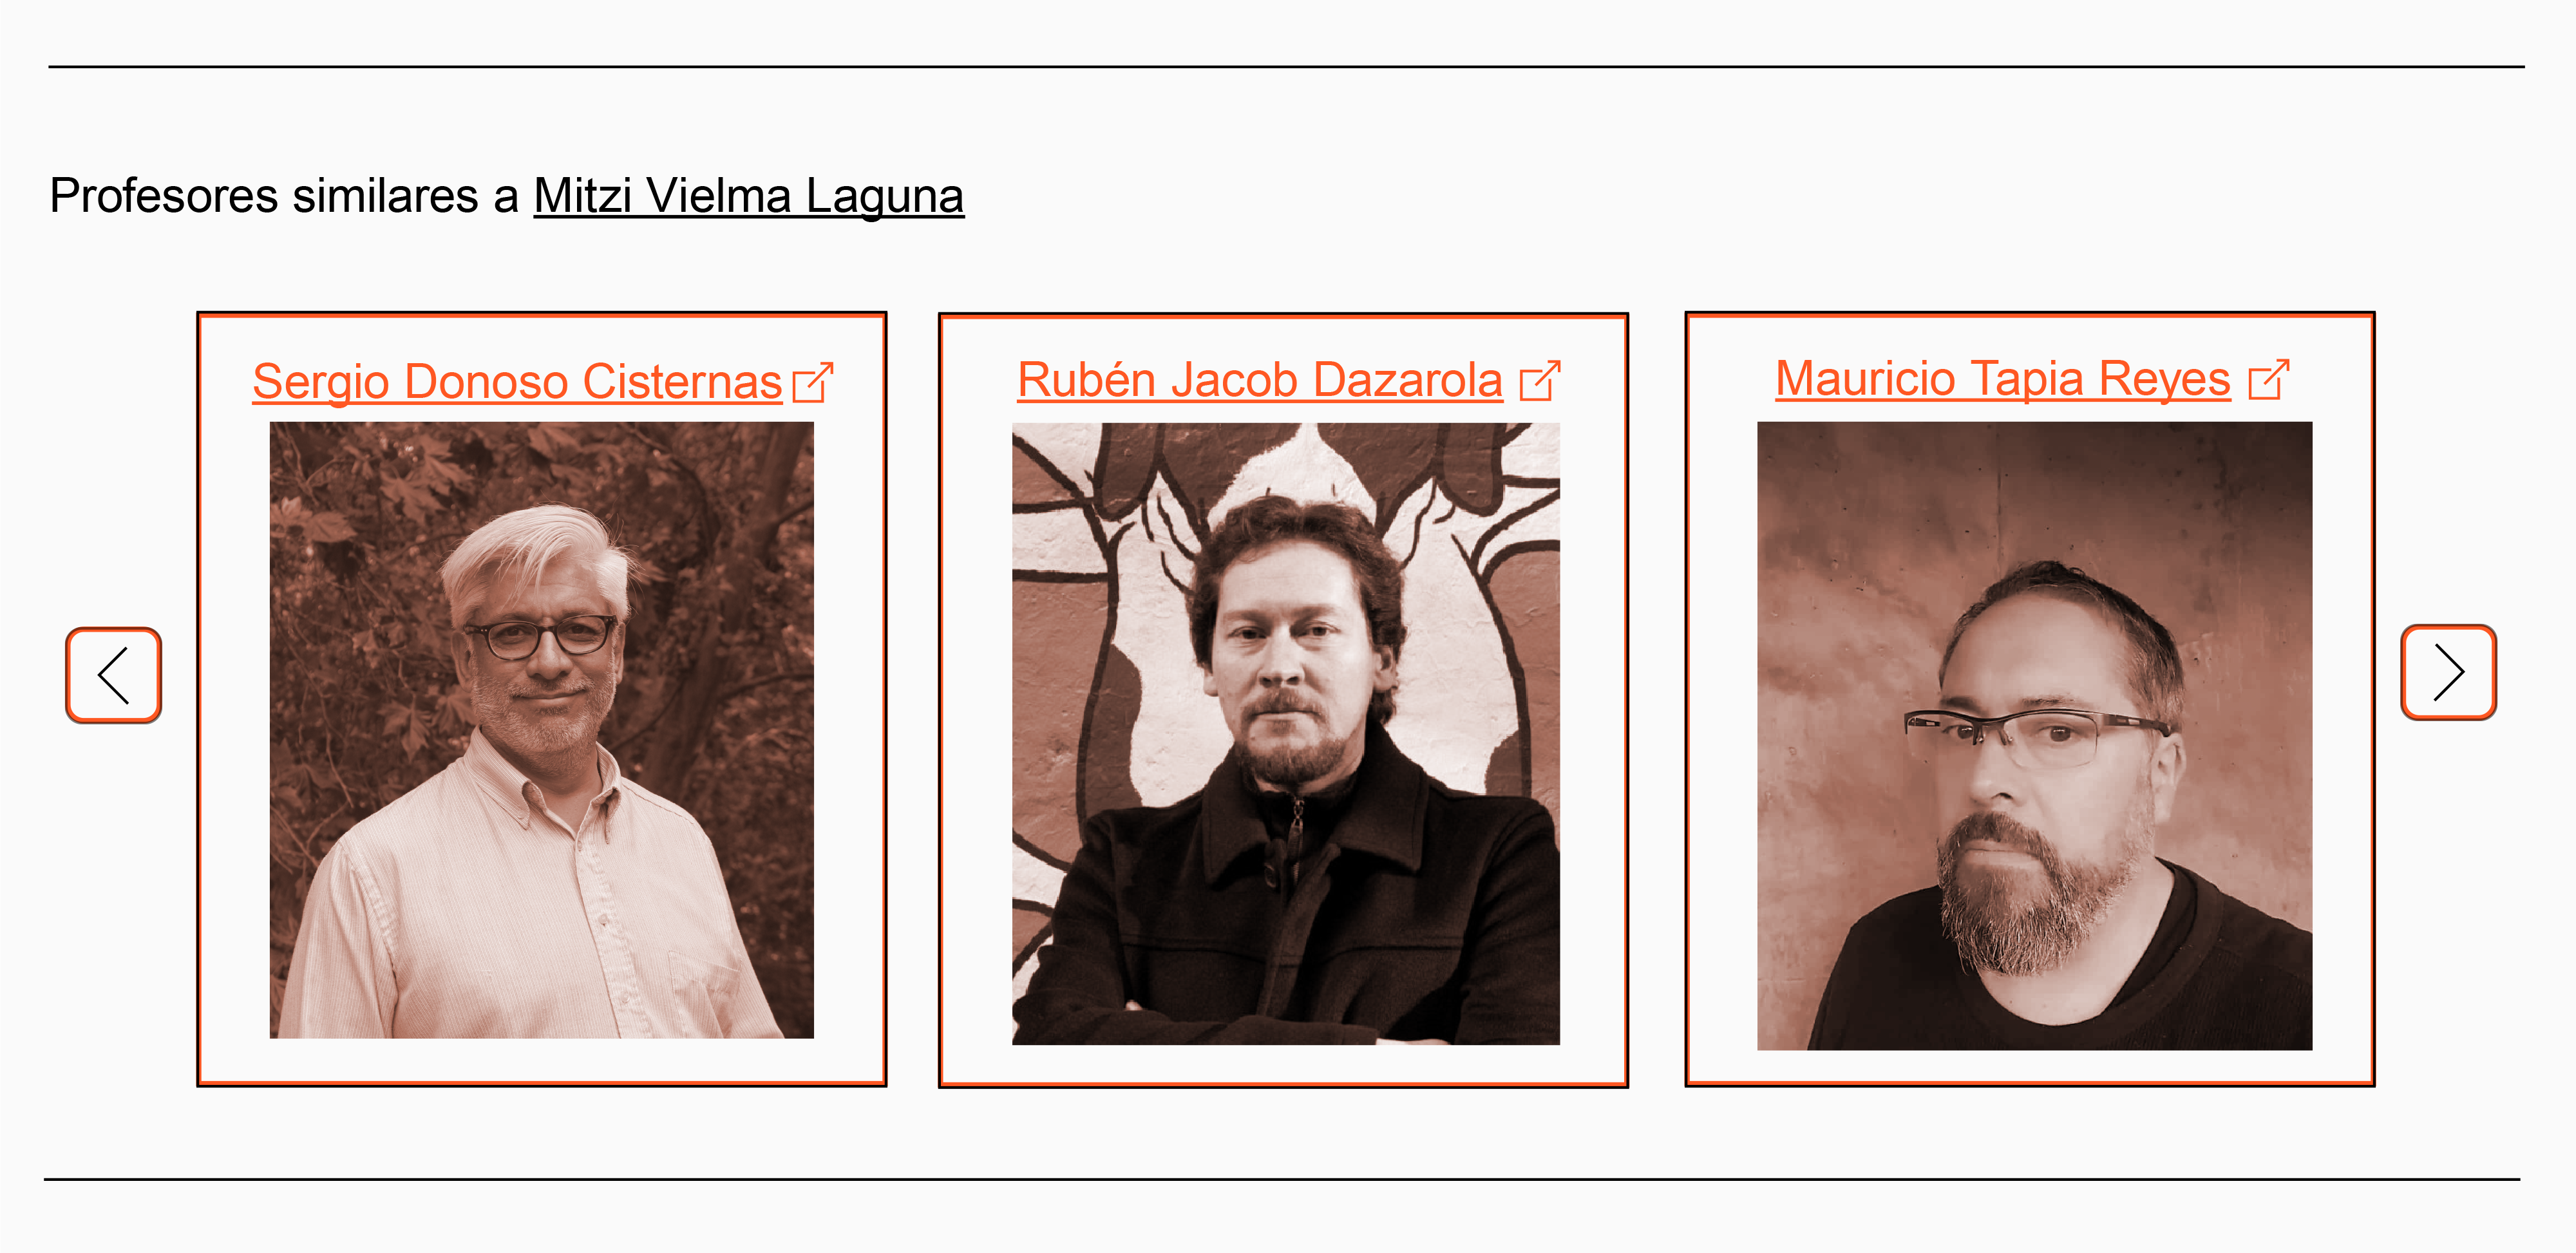 Profesores similares a Mitzi Vielma Laguna
Sergio Donoso Cisternas
Rubén Jacob Dazarola
Mauricio Tapia Reyes